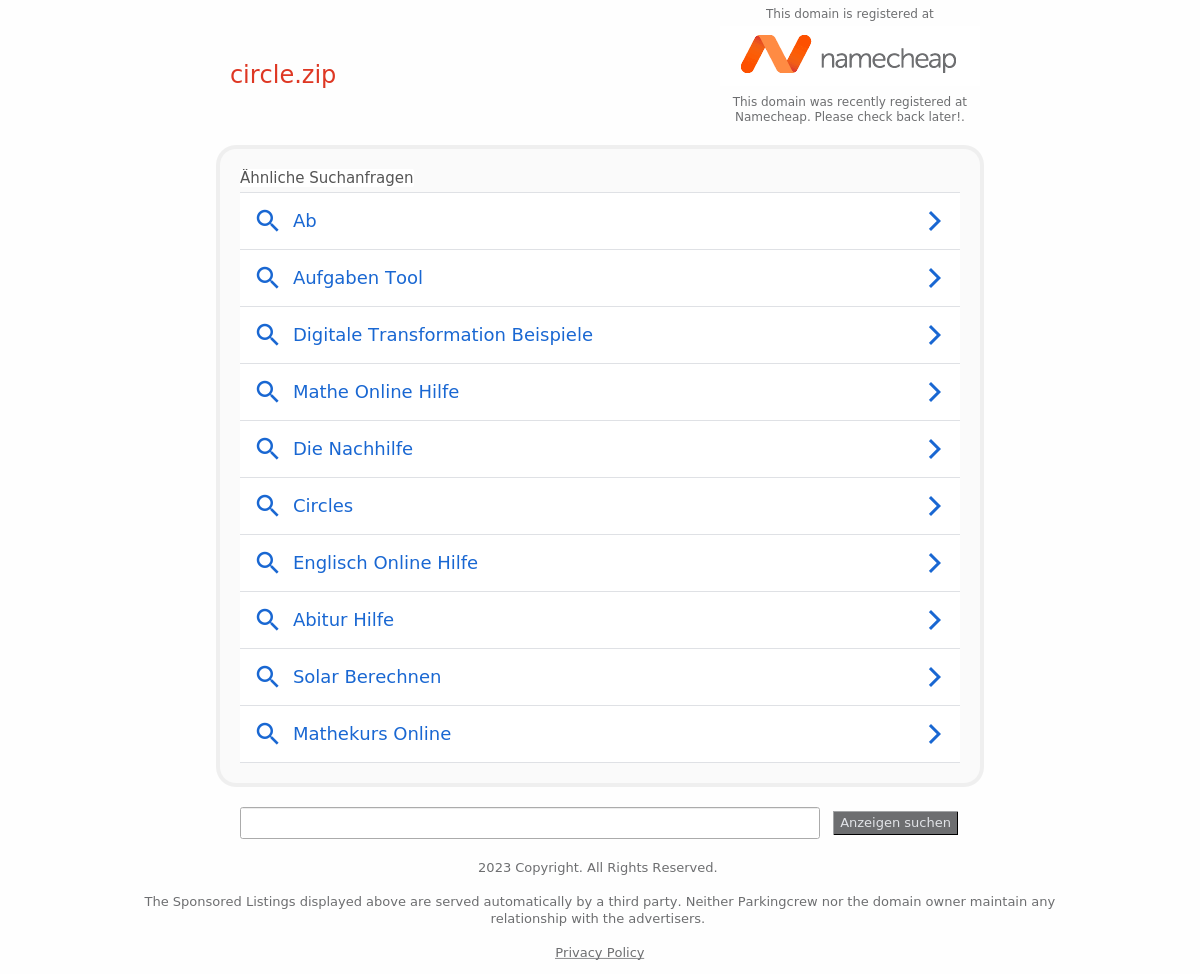 This domain is registered at
namecheap
circle.zip
This domain was recently registered at
Namecheap. Please check back later!.
Ähnliche Suchanfragen
Ab
Aufgaben Tool
Digitale Transformation Beispiele
Mathe Online Hilfe
Die Nachhilfe
Circles
Englisch Online Hilfe
Abitur Hilfe
Solar Berechnen
Mathekurs Online
Anzeigen suchen
2023 Copyright. All Rights Reserved.
The Sponsored Listings displayed above are served automatically by a third party. Neither Parkingcrew nor the domain owner maintain any
relationship with the advertisers.
Privacy Policy